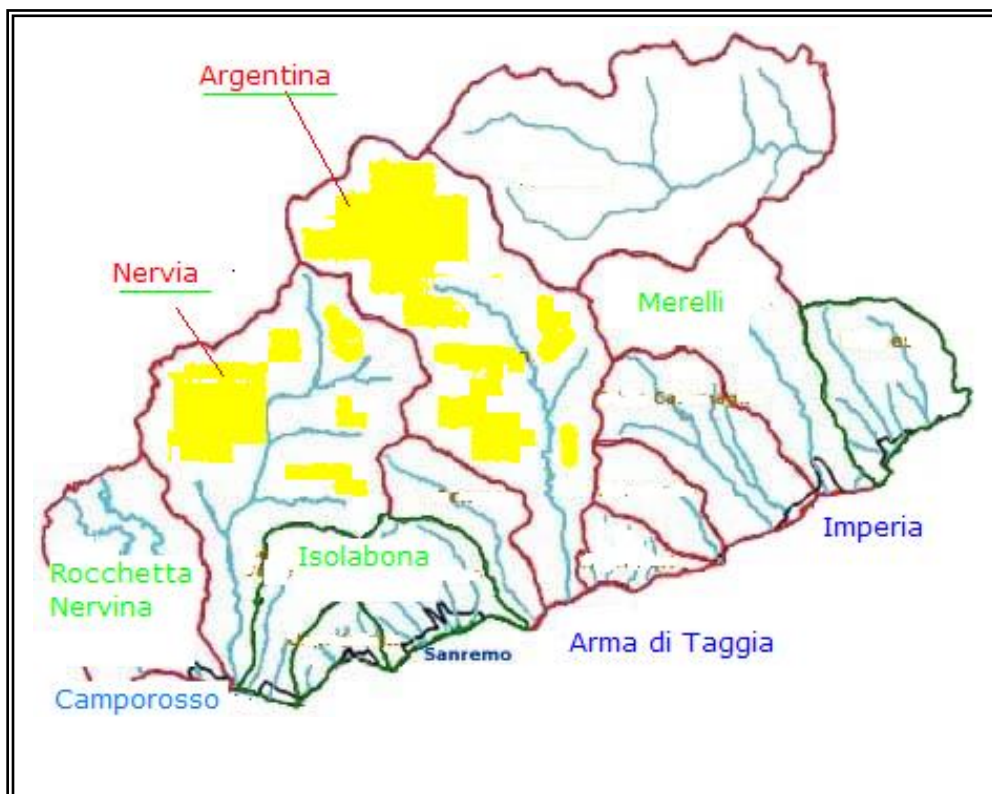 Argentina
Nervia
Merelli
Imperia
Isolabona
Rocchetta
Nervina
Arma di Taggia
Sanremo
Camporosso